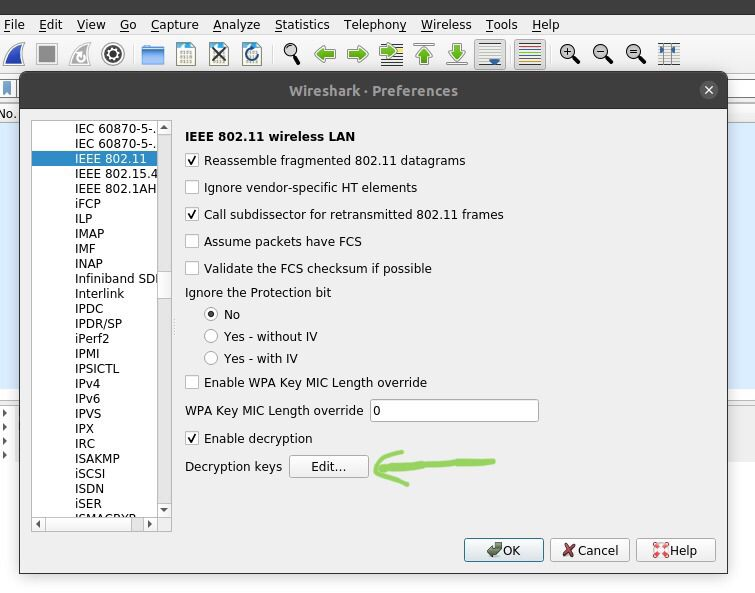 File Edit View Go Capture Analyze Statistics Telephony Wireless Tools Help
No.
Wireshark · Preferences
IEC 60870-5-.
IEC 60870-5-.
IEEE 802.11
IEEE 802.15.4
IEEE 802.1AH
iFCP
ILP
IMAP
IMF
INAP
Infiniband SDP
Interlink
IPDC
IPDR/SP
iPerf2
IPMI
IPSICTL
IPv4
IPv6
IPVS
IPX
IRC
ISAKMP
iSCSI
ISDN
iSER
IEEE 802.11 wireless LAN
Reassemble fragmented 802.11 datagrams
Ignore vendor-specific HT elements
Call subdissector for retransmitted 802.11 frames
Assume packets have FCS
Validate the FCS checksum if possible
Ignore the Protection bit
No
Yes - without IV
Yes - with IV
Enable WPA Key MIC Length override
WPA Key MIC Length override 0
Enable decryption
Decryption keys Edit...
OK Cancel Help